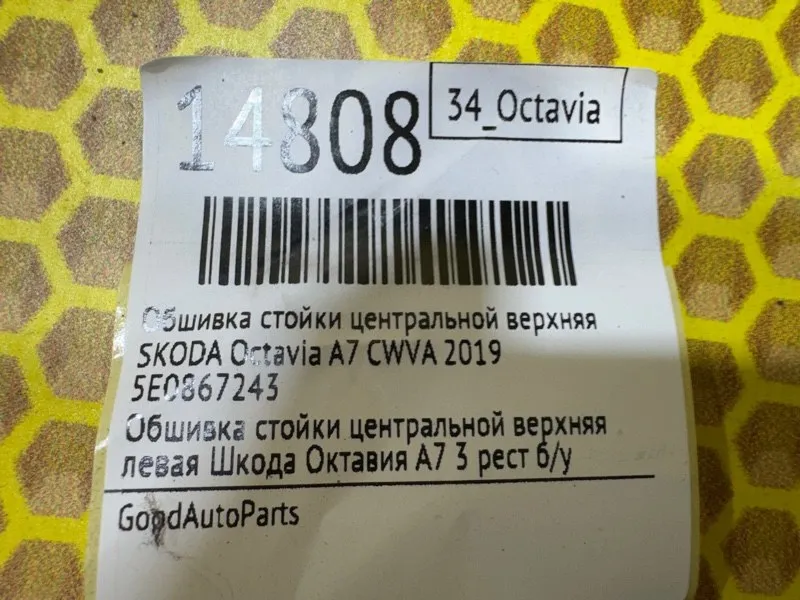 14808
34_Octavia
Обшивка стойки центральной верхняя
SKODA Octavia A7 CWVA 2019
5E0867243
Обшивка стойки центральной верхняя
левая Шкода Октавия А7 3 рест б/у
GoodAutoParts